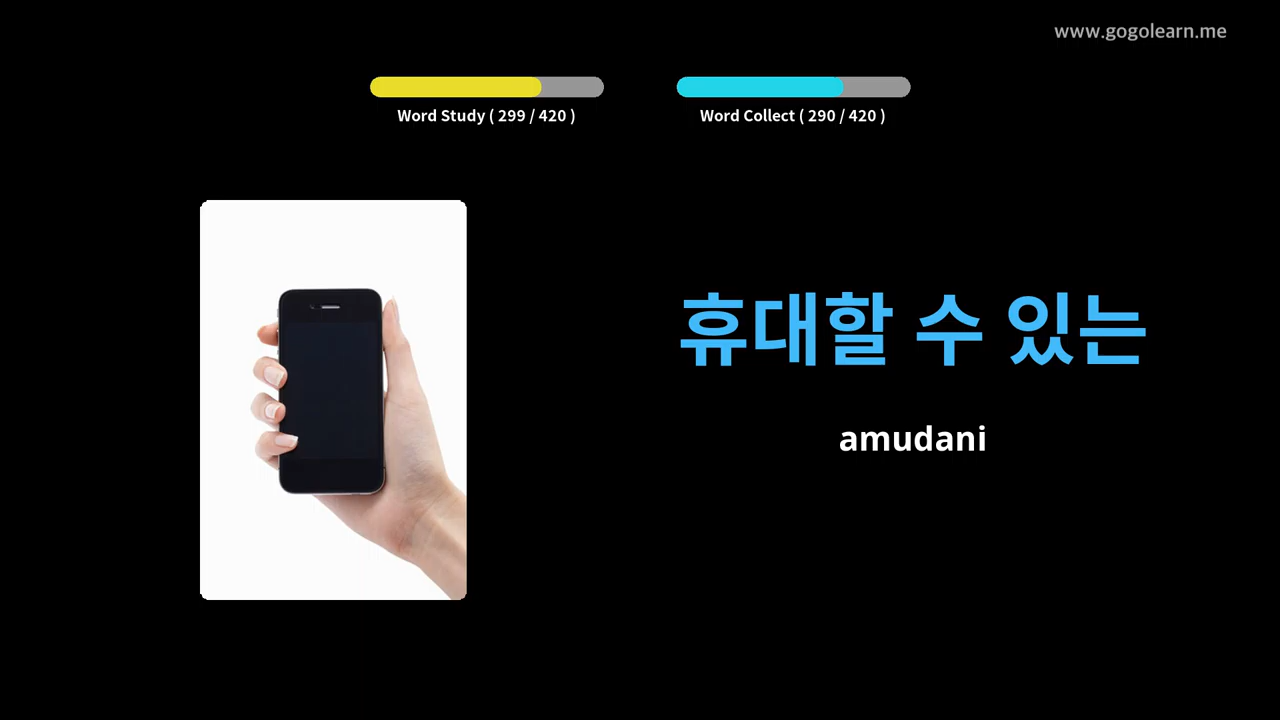 www.gogolearn.me
Word Study ( 299 / 420 )
Word Collect ( 290 / 420 )
휴대할 수 있는
amudani